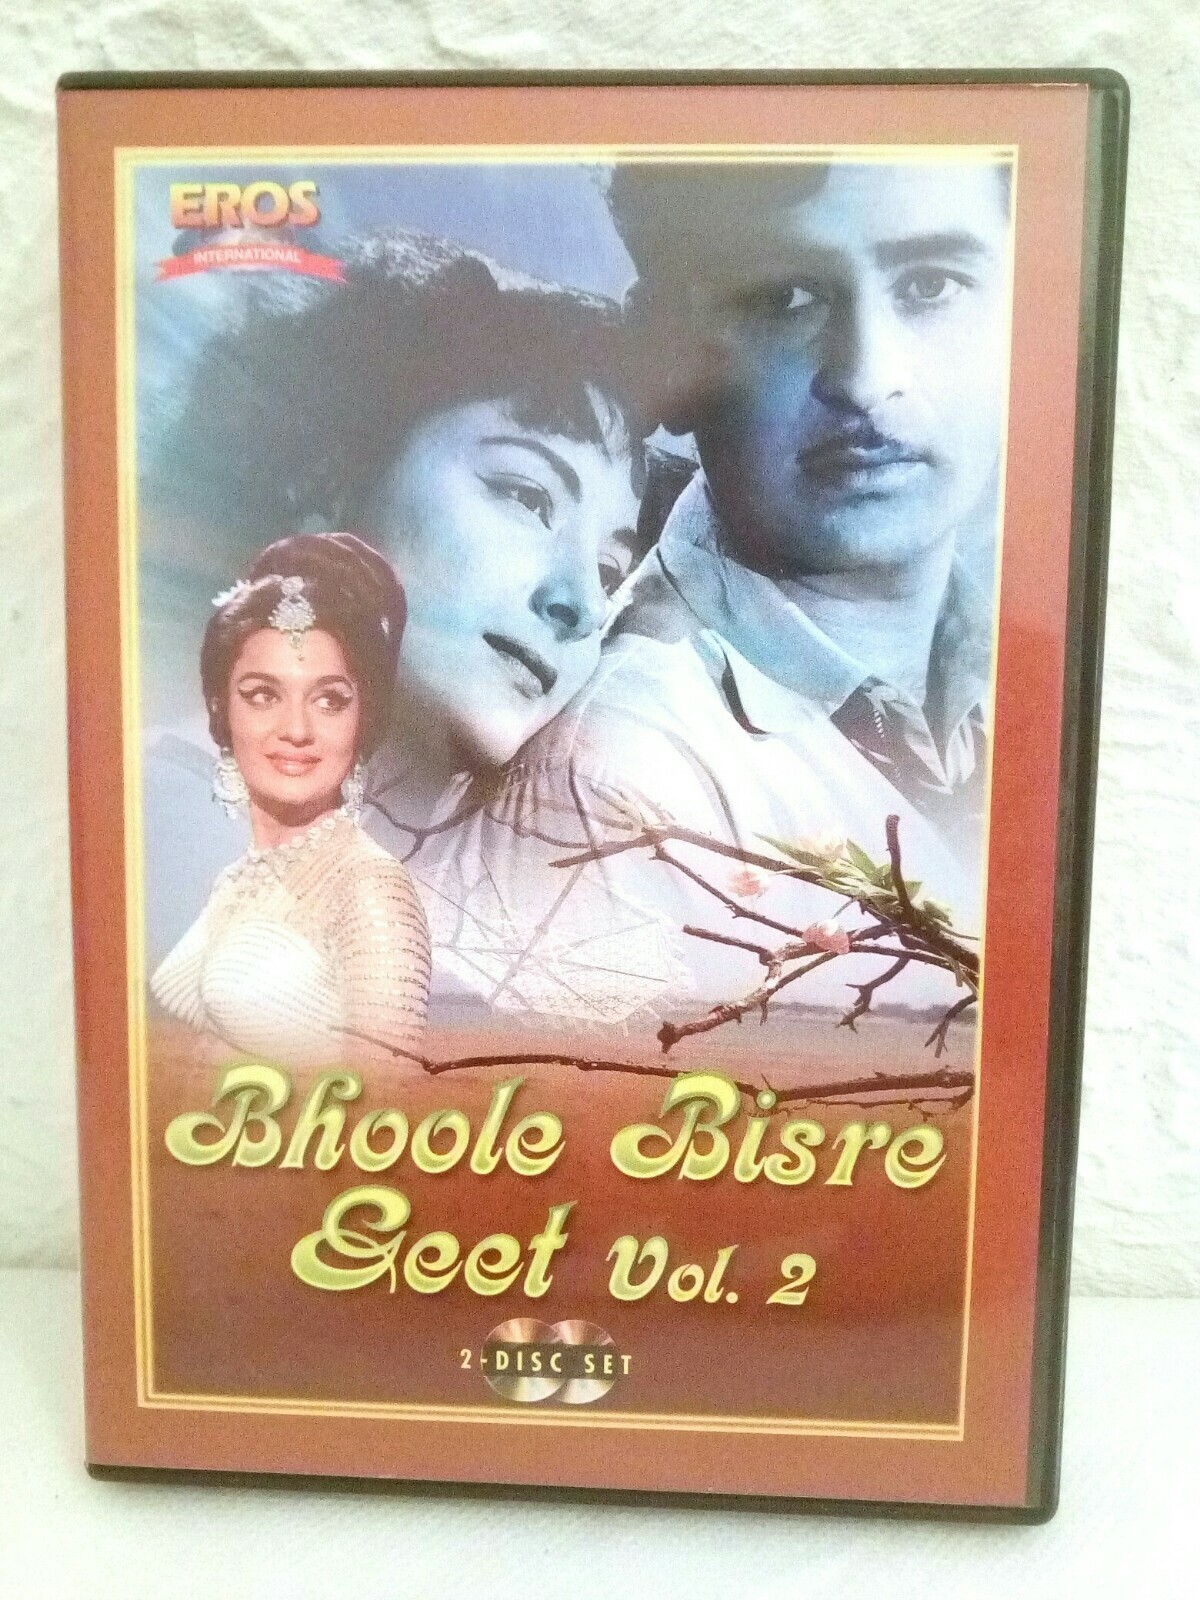 EROS
INTERNATIONAL
Bhoole Bisre
Geet Vol. 2
2-DISC SET